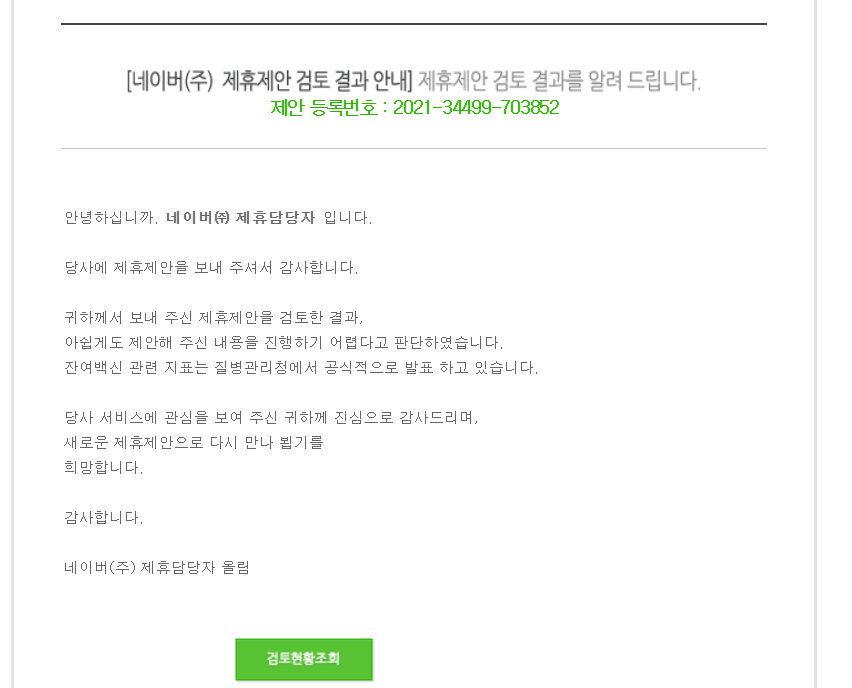 [네이버(주) 제휴제안 검토 결과 안내] 제휴제안 검토 결과를 알려 드립니다.
제안 등록번호 : 2021-34499-703852
안녕하십니까. 네이버㈜ 제휴담당자 입니다.
당사에 제휴제안을 보내 주셔서 감사합니다.
귀하께서 보내 주신 제휴제안을 검토한 결과,
아쉽게도 제안해 주신 내용을 진행하기 어렵다고 판단하였습니다.
잔여백신 관련 지표는 질병관리청에서 공식적으로 발표 하고 있습니다.
당사 서비스에 관심을 보여 주신 귀하께 진심으로 감사드리며,
새로운 제휴제안으로 다시 만나 뵙기를
희망합니다.
감사합니다.
네이버(주) 제휴담당자 올림
검토현황조회